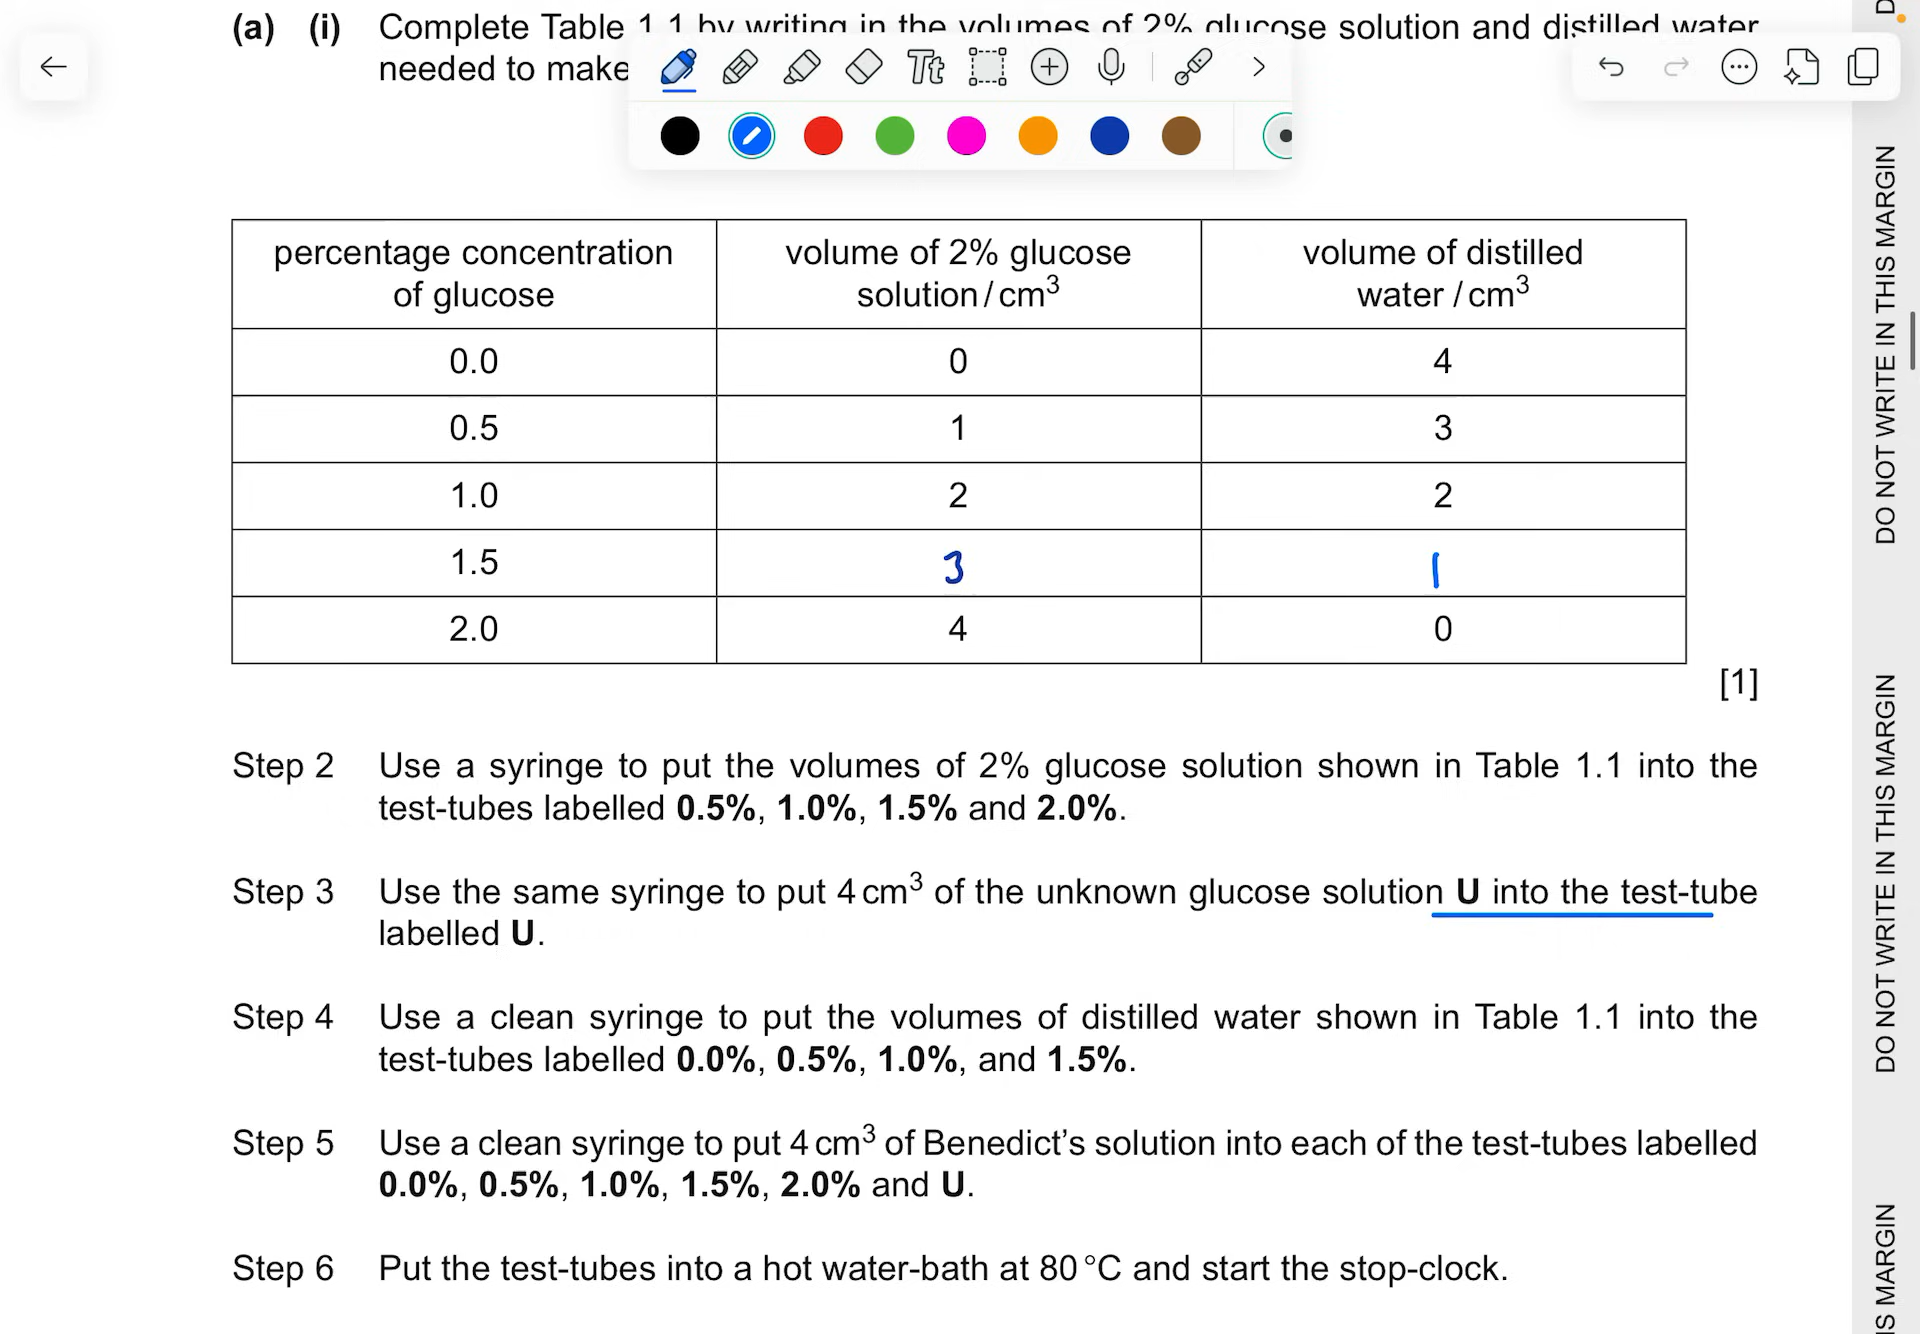 (a) (i) Complete Table 1.1 by writing in the volumes of 2% glucose solution and distilled water
needed to make
Tt
percentage concentration of glucose
volume of 2% glucose solution / cm³
volume of distilled water / cm³
0.0 0 4
0.5 1 3
1.0 2 2
1.5 3 1
2.0 4 0
[1]
Step 2 Use a syringe to put the volumes of 2% glucose solution shown in Table 1.1 into the
test-tubes labelled 0.5%, 1.0%, 1.5% and 2.0%.
Step 3 Use the same syringe to put 4 cm³ of the unknown glucose solution U into the test-tube
labelled U.
Step 4 Use a clean syringe to put the volumes of distilled water shown in Table 1.1 into the
test-tubes labelled 0.0%, 0.5%, 1.0%, and 1.5%.
Step 5 Use a clean syringe to put 4 cm³ of Benedict’s solution into each of the test-tubes labelled
0.0%, 0.5%, 1.0%, 1.5%, 2.0% and U.
Step 6 Put the test-tubes into a hot water-bath at 80 °C and start the stop-clock.
D
DO NOT WRITE IN THIS MARGIN
DO NOT WRITE IN THIS MARGIN
IS MARGIN